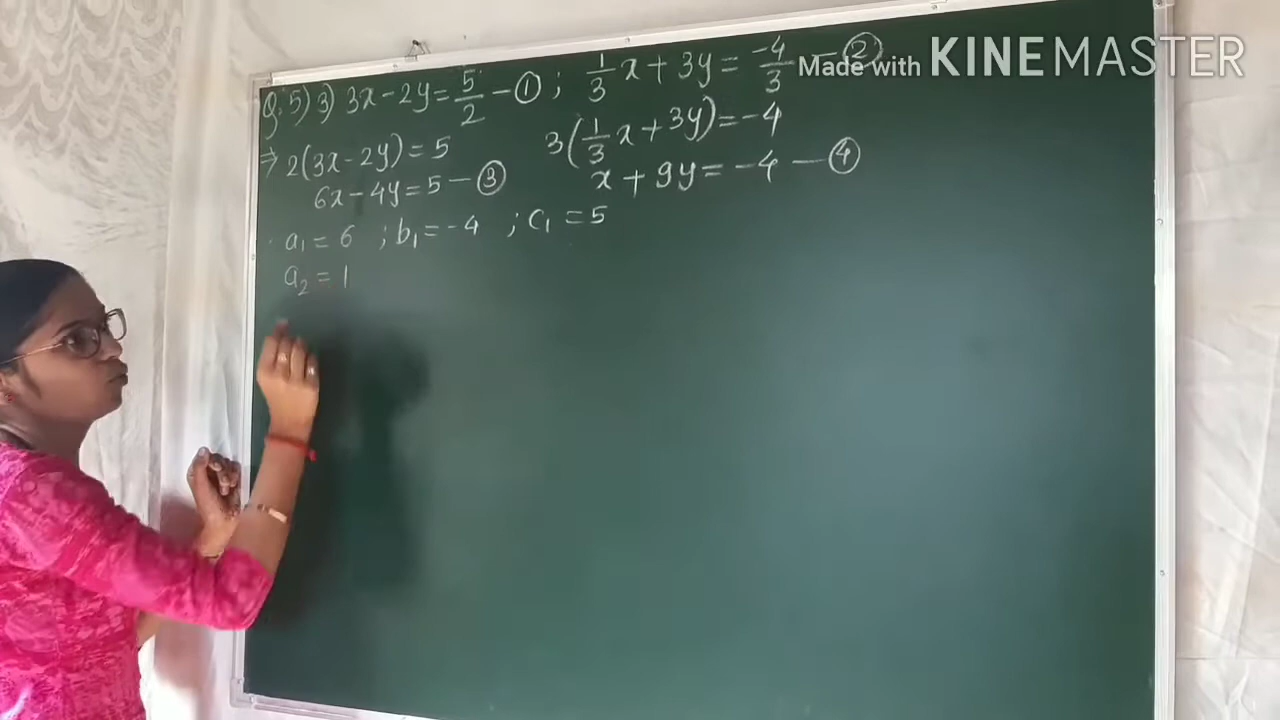 Q.5) 3) 3x-2y=5/2 -① ; 1/3x+3y=-4/3 -②
Made with KINEMASTER
⇒ 2(3x-2y)=5 3(1/3x+3y)=-4
6x-4y=5-③ x+9y=-4-④
a₁=6 ; b₁=-4 ; c₁=5
a₂=1